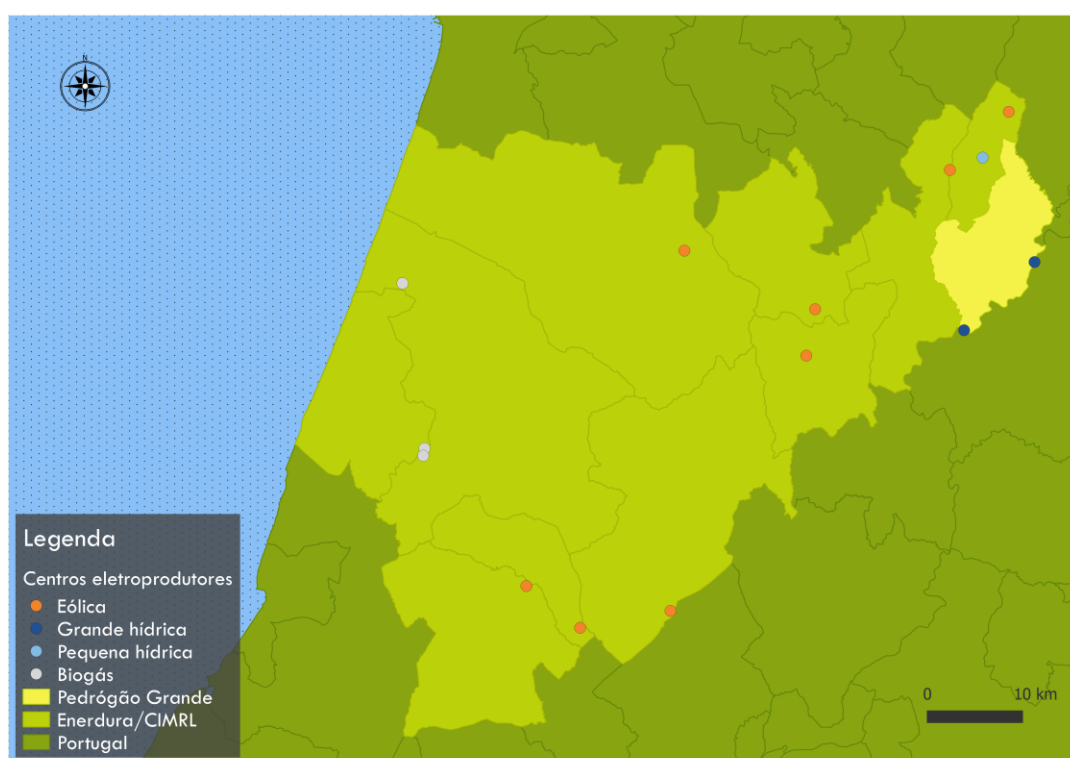 N
Legenda
Centros eletroprodutores
Eólica
Grande hídrica
Pequena hídrica
Biogás
Pedrógão Grande
Enerdura/CIMRL
Portugal
0 10 km